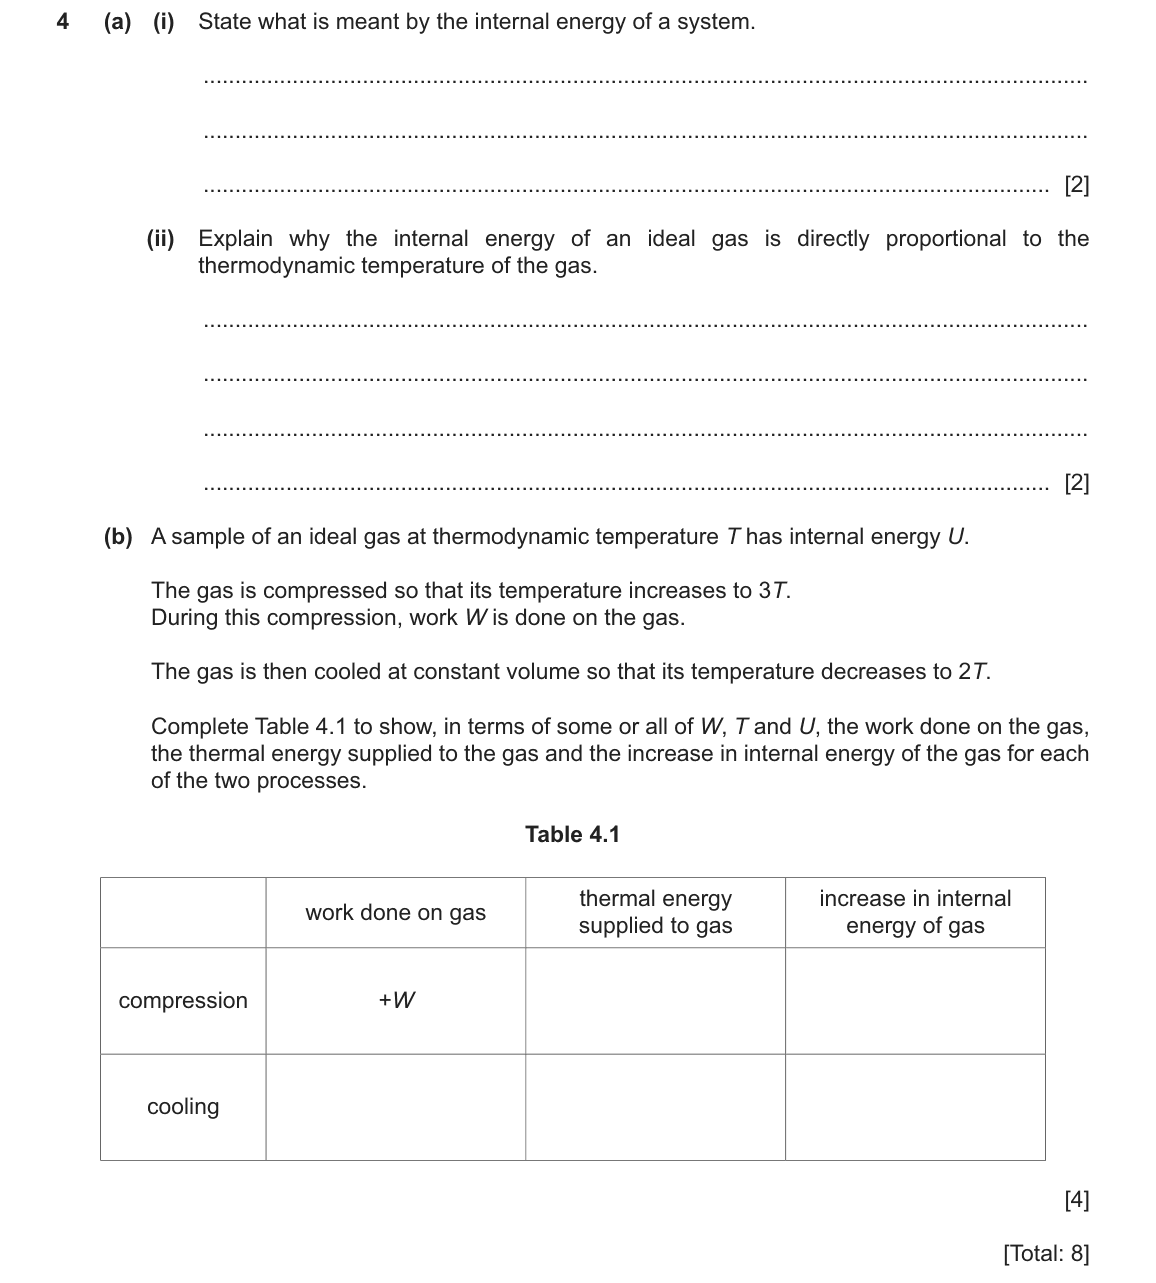 4 (a) (i) State what is meant by the internal energy of a system.
..........................................................................................................................................
..........................................................................................................................................
.................................................................................................................................... [2]
(ii) Explain why the internal energy of an ideal gas is directly proportional to the
thermodynamic temperature of the gas.
..........................................................................................................................................
..........................................................................................................................................
..........................................................................................................................................
.................................................................................................................................... [2]
(b) A sample of an ideal gas at thermodynamic temperature T has internal energy U.
The gas is compressed so that its temperature increases to 3T.
During this compression, work W is done on the gas.
The gas is then cooled at constant volume so that its temperature decreases to 2T.
Complete Table 4.1 to show, in terms of some or all of W, T and U, the work done on the gas,
the thermal energy supplied to the gas and the increase in internal energy of the gas for each
of the two processes.
Table 4.1
work done on gas
thermal energy
supplied to gas
increase in internal
energy of gas
compression
+W
cooling
[4]
[Total: 8]